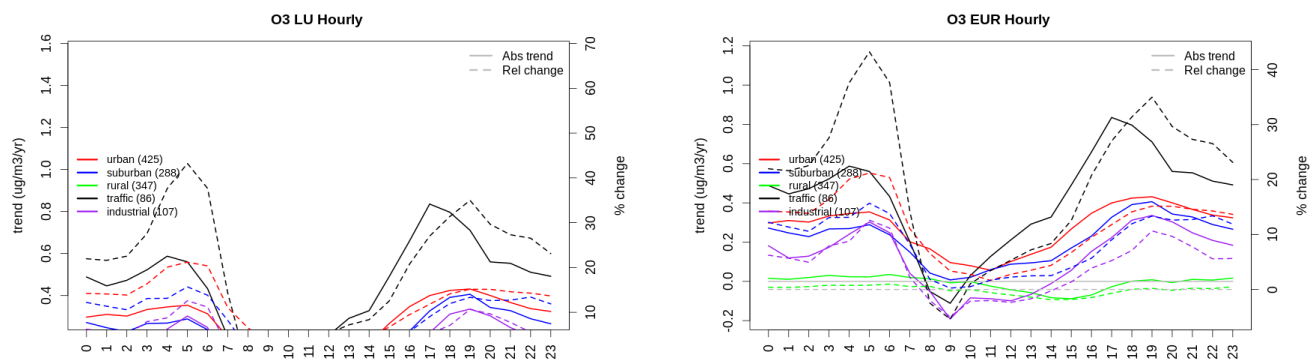 O3 LU Hourly
trend (ug/m3/yr)
1.6
1.4
1.2
1.0
0.8
0.6
0.4
70
60
50
40
30
20
10
% change
Abs trend
Rel change
urban (425)
suburban (288)
rural (347)
traffic (86)
industrial (107)
0 1 2 3 4 5 6 7 8 9 10 11 12 13 14 15 16 17 18 19 20 21 22 23
O3 EUR Hourly
trend (ug/m3/yr)
1.2
1.0
0.8
0.6
0.4
0.2
0.0
-0.2
40
30
20
10
0
% change
Abs trend
Rel change
urban (425)
suburban (288)
rural (347)
traffic (86)
industrial (107)
0 1 2 3 4 5 6 7 8 9 10 11 12 13 14 15 16 17 18 19 20 21 22 23